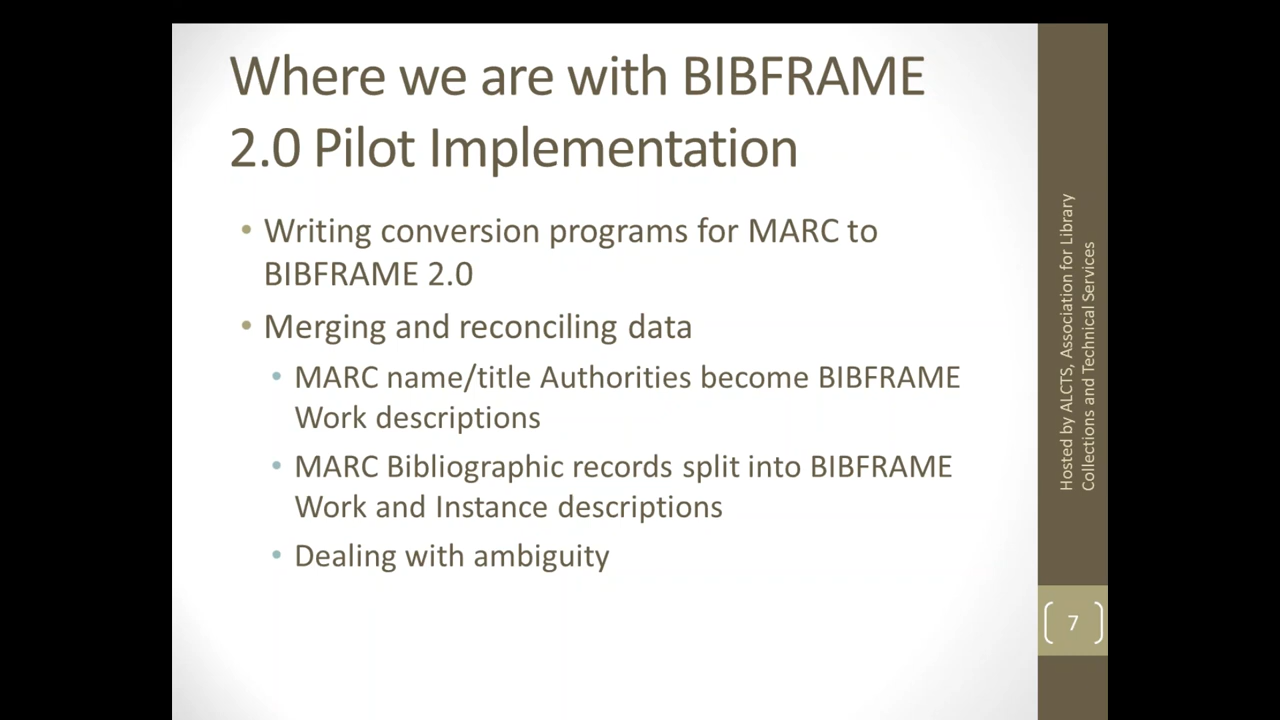 Where we are with BIBFRAME
2.0 Pilot Implementation
• Writing conversion programs for MARC to
BIBFRAME 2.0
• Merging and reconciling data
• MARC name/title Authorities become BIBFRAME
Work descriptions
• MARC Bibliographic records split into BIBFRAME
Work and Instance descriptions
• Dealing with ambiguity
Hosted by ALCTS, Association for Library
Collections and Technical Services
7